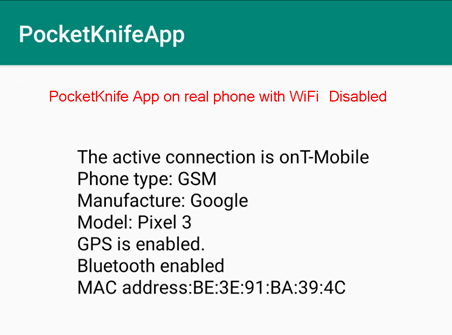 PocketKnifeApp
PocketKnife App on real phone with WiFi Disabled
The active connection is onT-Mobile
Phone type: GSM
Manufacture: Google
Model: Pixel 3
GPS is enabled.
Bluetooth enabled
MAC address:BE:3E:91:BA:39:4C